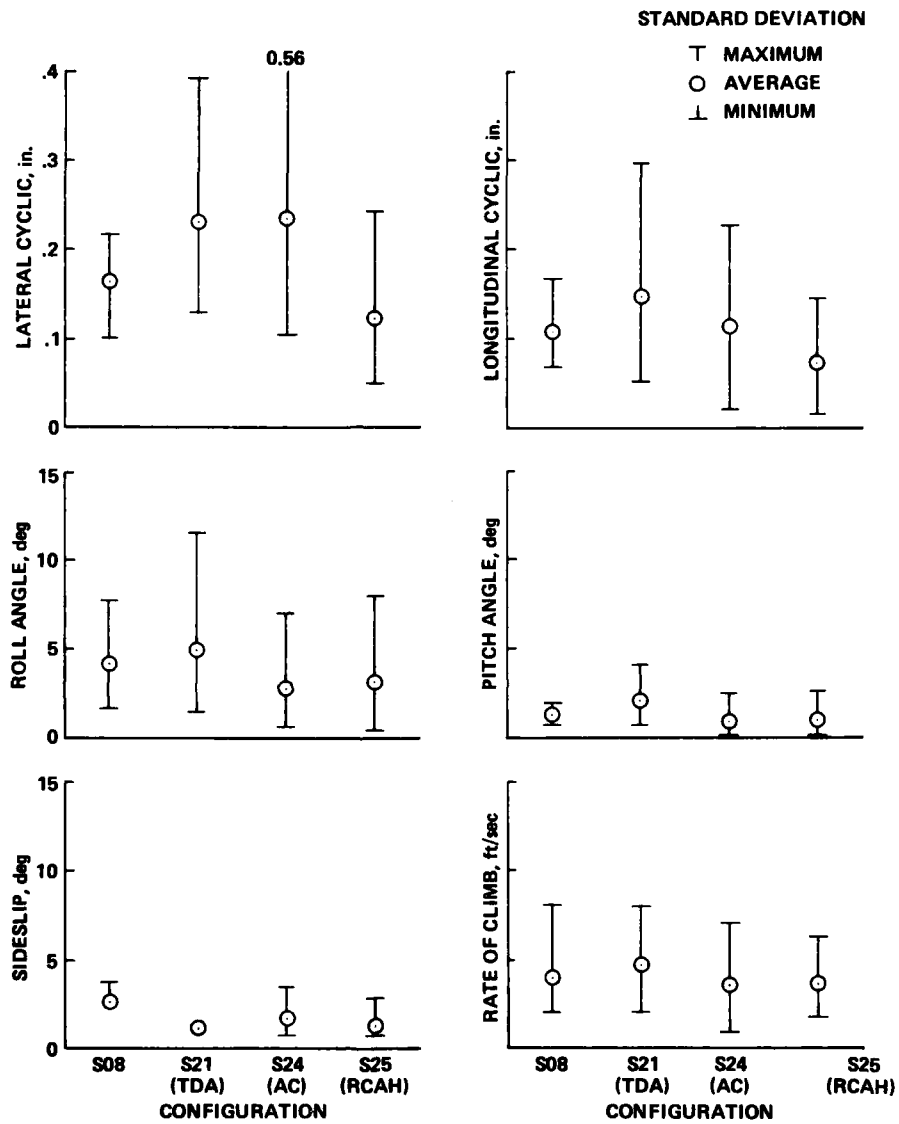 STANDARD DEVIATION
MAXIMUM
AVERAGE
MINIMUM
0.56
.4
.3
.2
.1
0
LATERAL CYCLIC, in.
LONGITUDINAL CYCLIC, in.
15
10
5
0
ROLL ANGLE, deg
PITCH ANGLE, deg
15
10
5
0
SIDESLIP, deg
RATE OF CLIMB, ft/sec
S08 S21 S24 S25
(TDA) (AC) (RCAH)
CONFIGURATION
S08 S21 S24 S25
(TDA) (AC) (RCAH)
CONFIGURATION